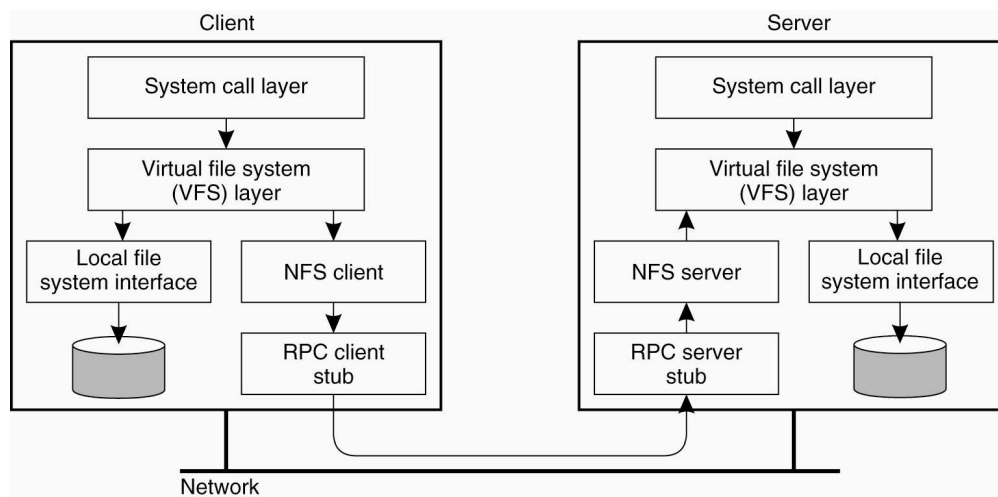 Client
System call layer
Virtual file system
(VFS) layer
Local file
system interface
NFS client
RPC client
stub
Server
System call layer
Virtual file system
(VFS) layer
NFS server
Local file
system interface
RPC server
stub
Network